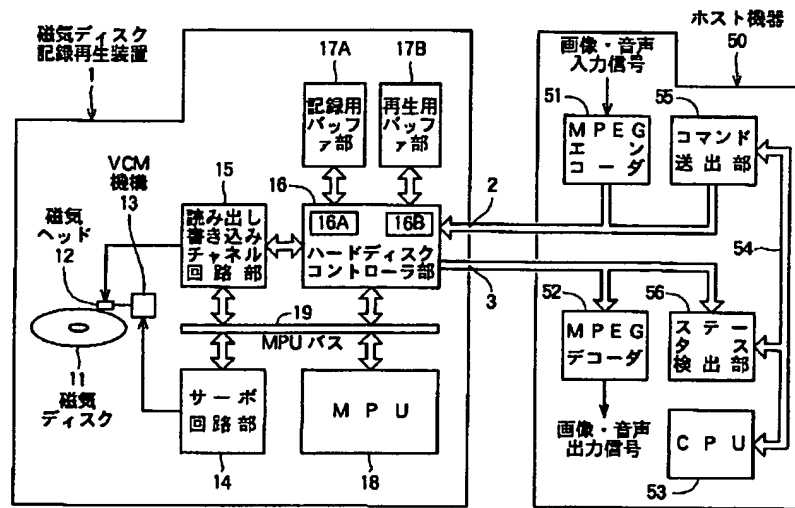 磁気ディスク
記録再生装置
1
17A
17B
記録用
バッフ
ァ部
再生用
バッフ
ァ部
VCM
機構
13
15
16
読み出し
書き込み
チャネル
回路部
16A
16B
ハードディスク
コントローラ部
磁気
ヘッド
12
11
磁気
ディスク
19
MPUバス
サーボ
回路部
14
MPU
18
2
3
ホスト機器
50
画像・音声
入力信号
51
MPEG
エン
コーダ
55
コマンド
送出部
54
52
MPEG
デコーダ
画像・音声
出力信号
56
ステー
タス
検出部
CPU
53